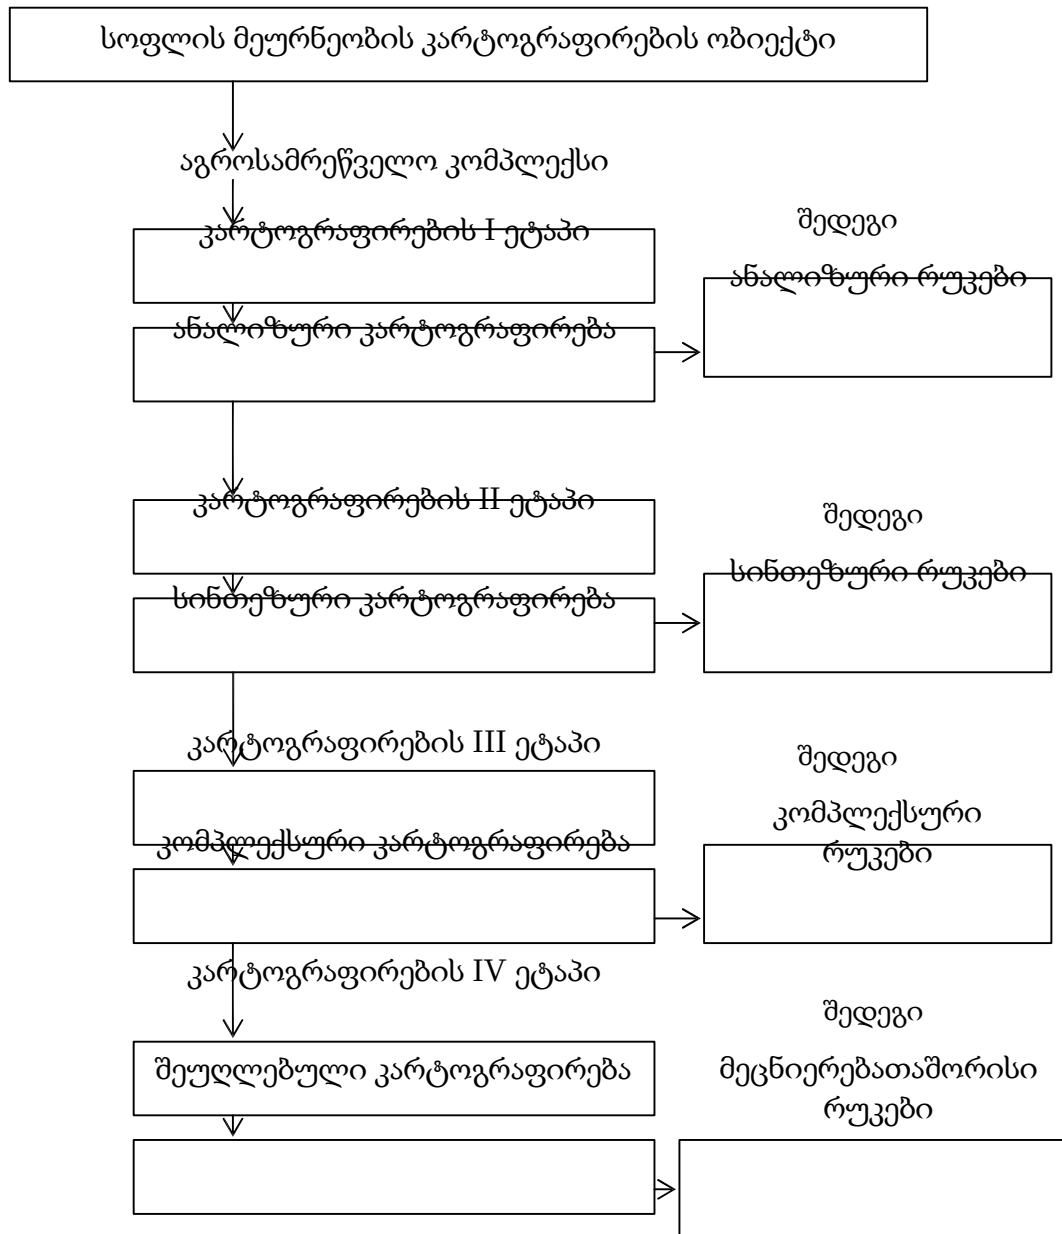 სოფლის მეურნეობის კარტოგრაფირების ობიექტი
აგროსამრეწველო კომპლექსი
კარტოგრაფირების I ეტაპი
შედეგი
ანალიზური რუკები
ანალიზური კარტოგრაფირება
კარტოგრაფირების II ეტაპი
შედეგი
სინთეზური რუკები
სინთეზური კარტოგრაფირება
კარტოგრაფირების III ეტაპი
შედეგი
კომპლექსური
რუკები
კომპლექსური კარტოგრაფირება
კარტოგრაფირების IV ეტაპი
შედეგი
შეუღლებული კარტოგრაფირება
მეცნიერებათაშორისი
რუკები